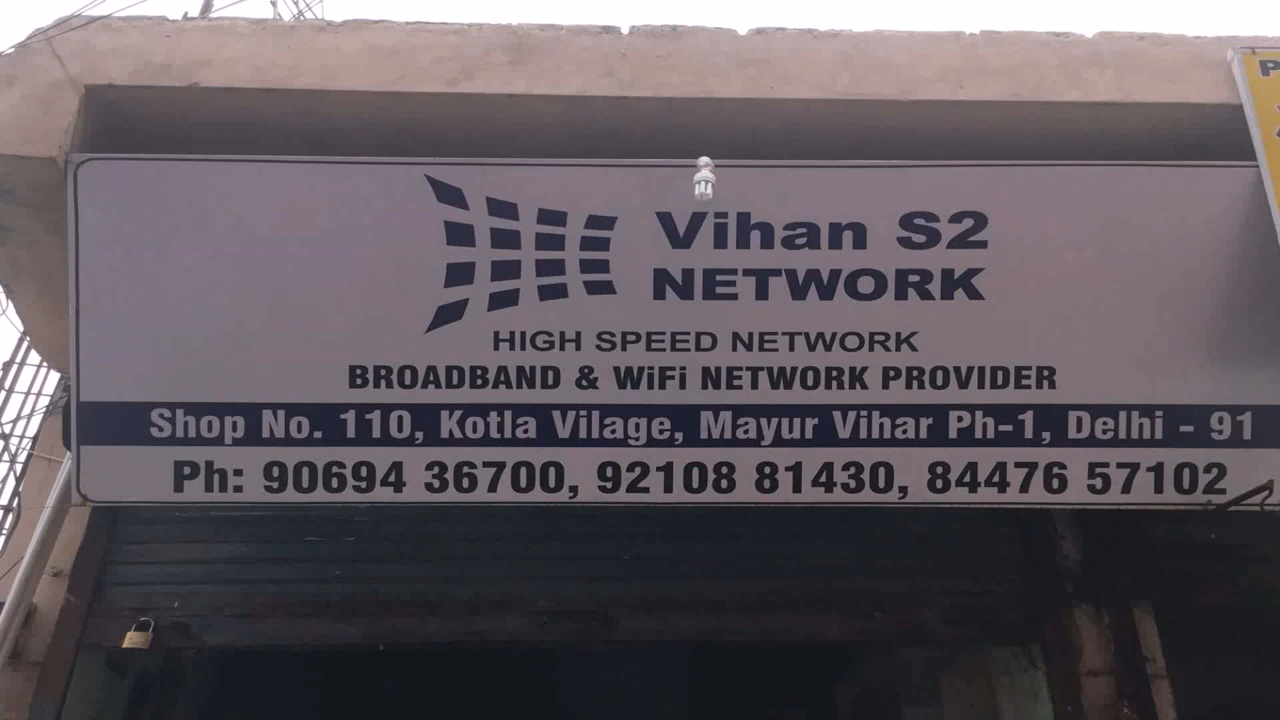 Vihan S2
NETWORK
HIGH SPEED NETWORK
BROADBAND & WiFi NETWORK PROVIDER
Shop No. 110, Kotla Vilage, Mayur Vihar Ph-1, Delhi - 91
Ph: 90694 36700, 92108 81430, 84476 57102